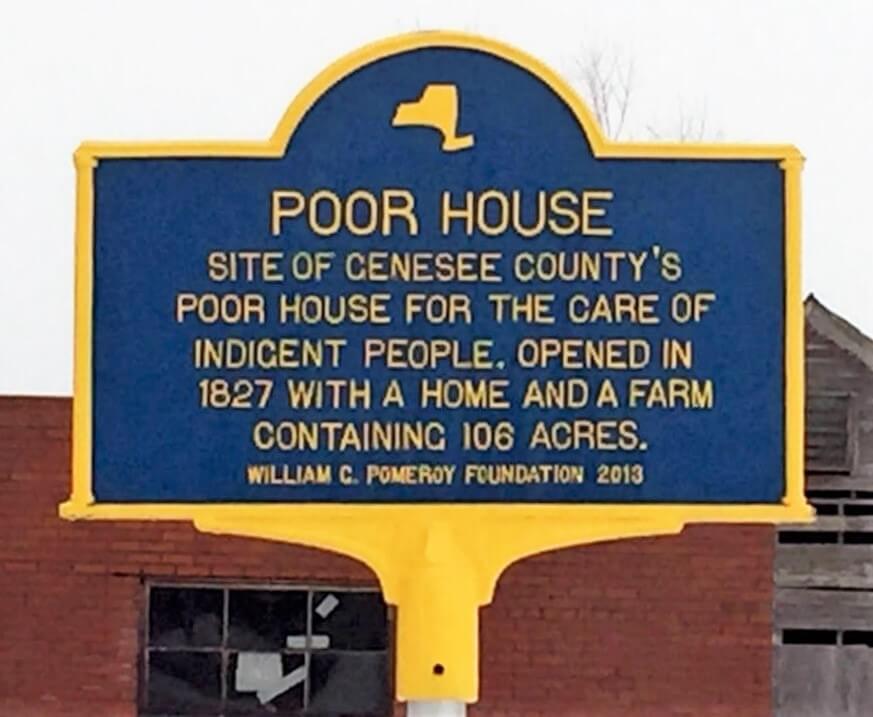 POOR HOUSE
SITE OF GENESEE COUNTY'S
POOR HOUSE FOR THE CARE OF
INDIGENT PEOPLE. OPENED IN
1827 WITH A HOME AND A FARM
CONTAINING 106 ACRES.
WILLIAM G. POMEROY FOUNDATION 2013